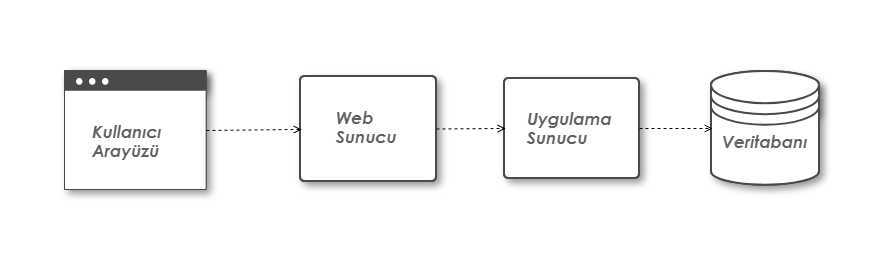 Kullanıcı
Arayüzü
Web
Sunucu
Uygulama
Sunucu
Veritabanı